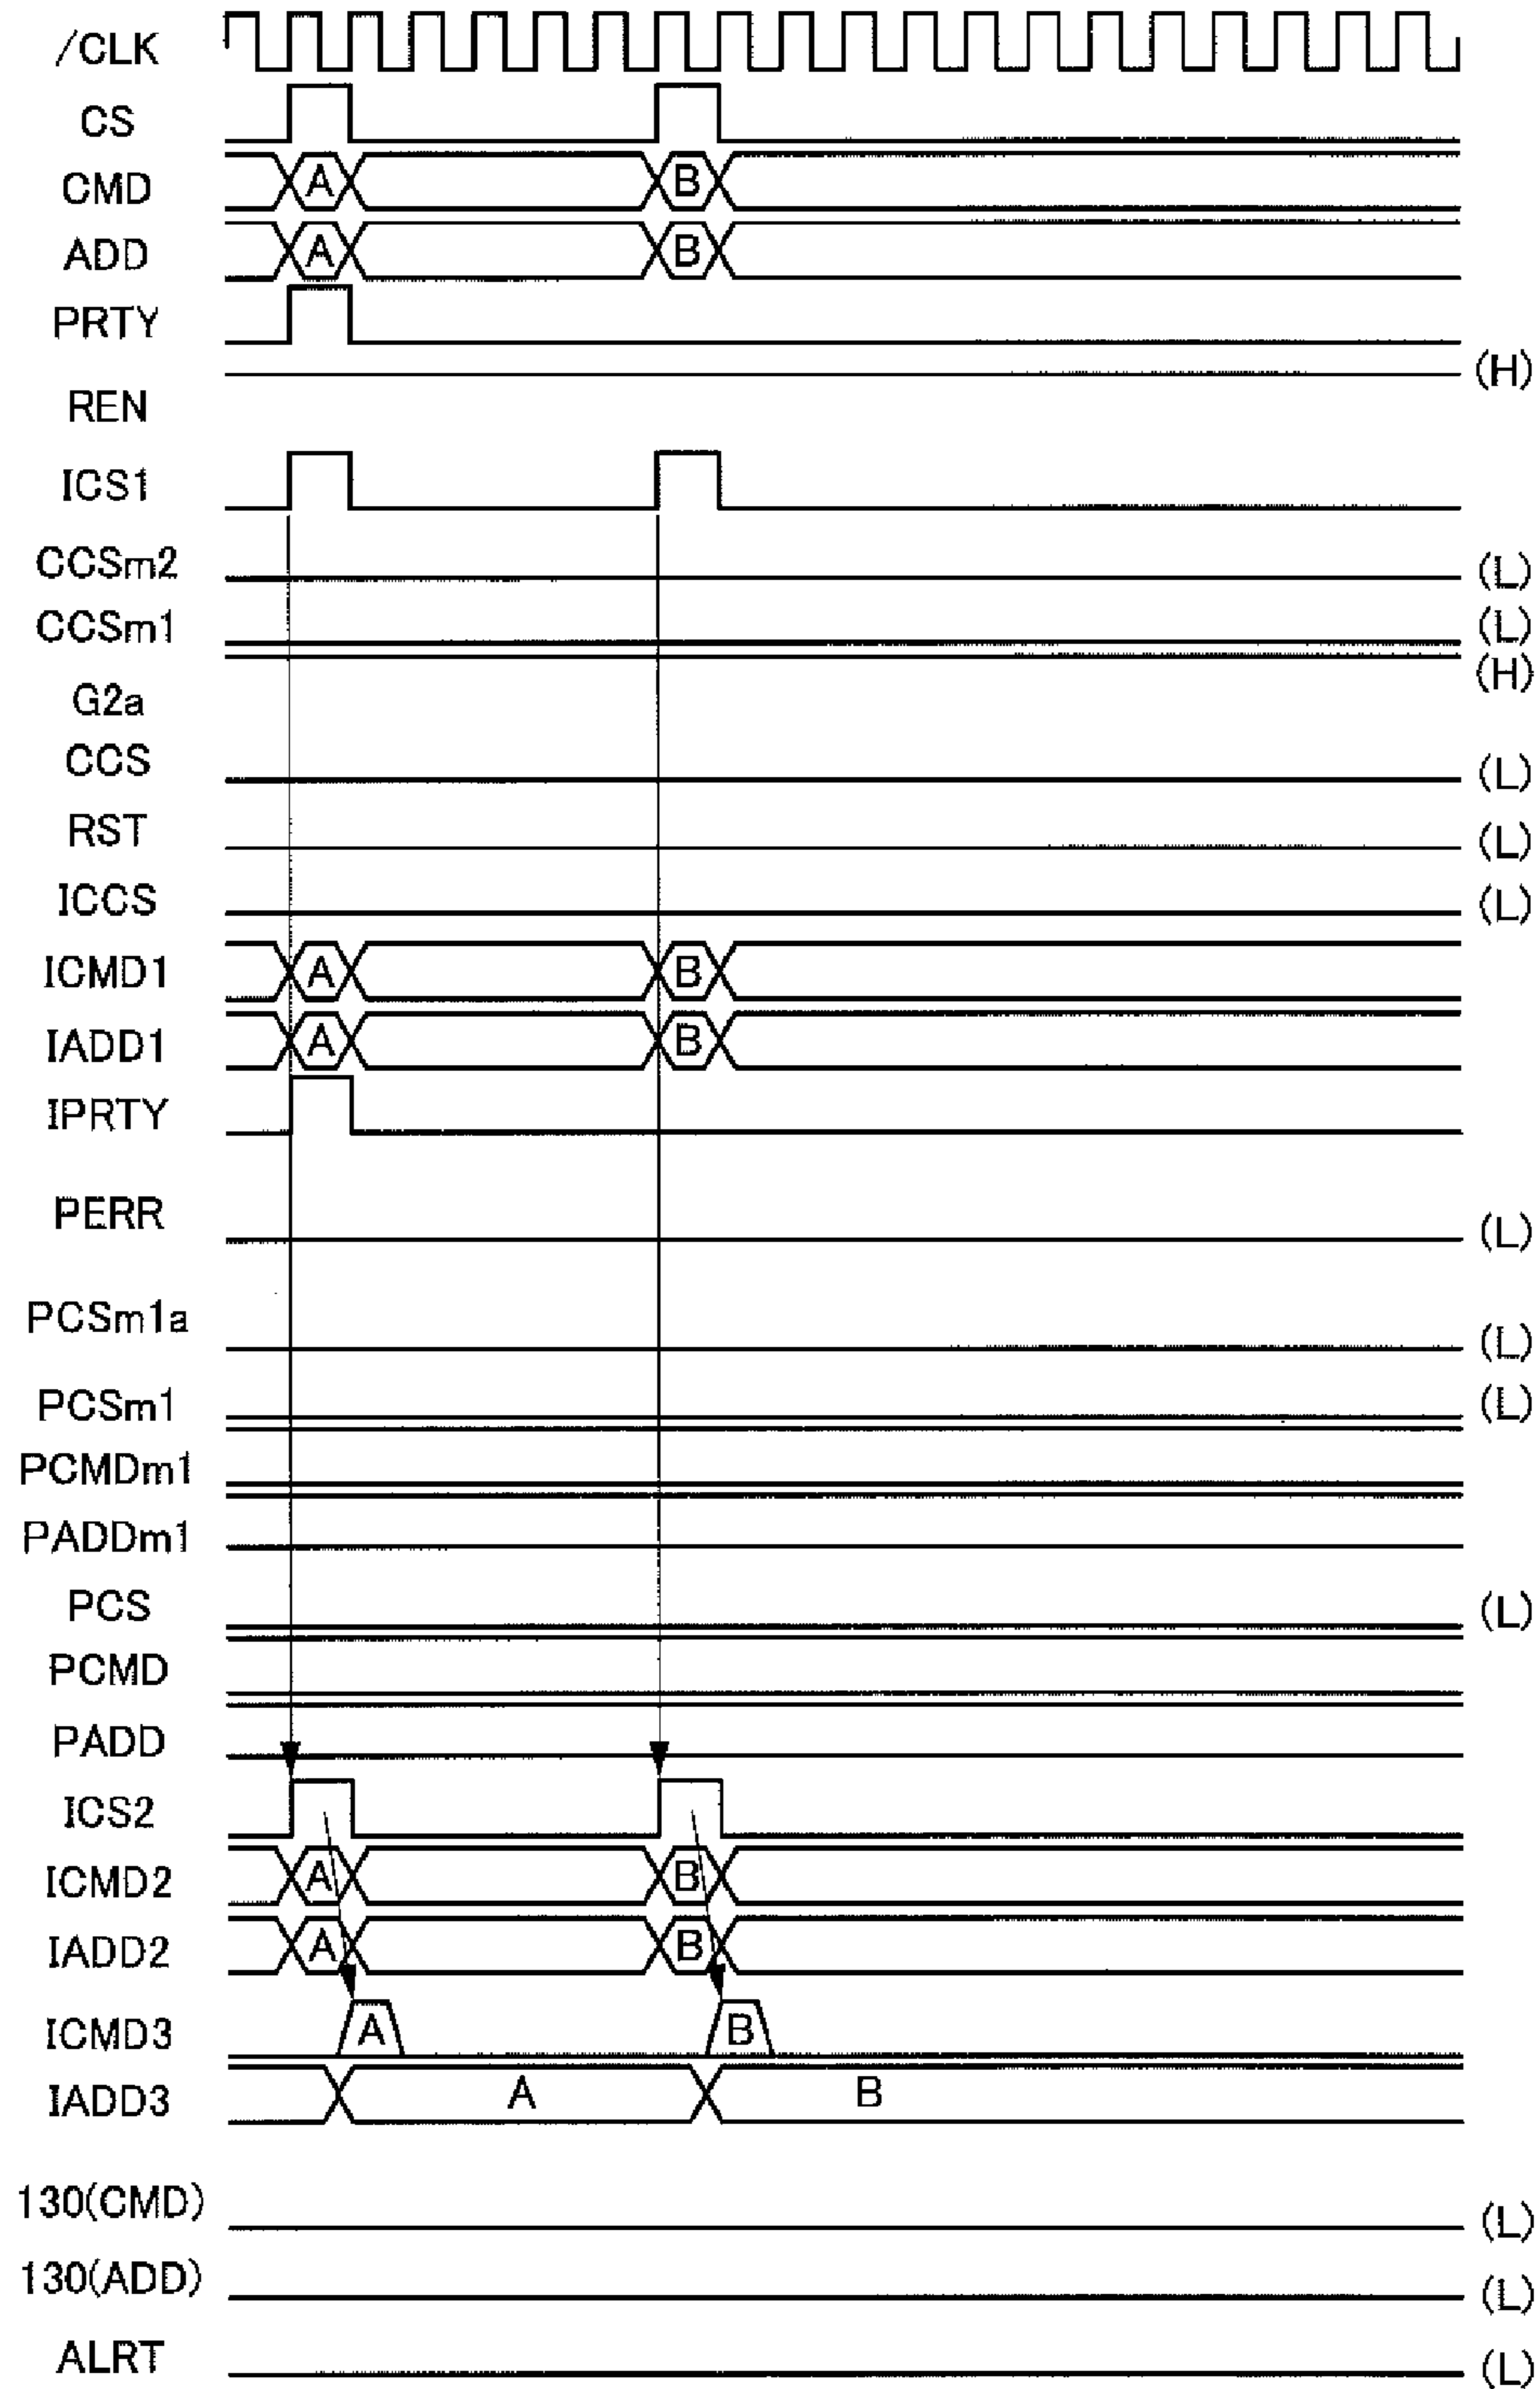 /CLK
CS
CMD A B
ADD A B
PRTY
REN (H)
ICS1
CCSm2 (L)
CCSm1 (L)
G2a (H)
CCS (L)
RST (L)
ICCS (L)
ICMD1 A B
IADD1 A B
IPRTY
PERR (L)
PCSm1a (L)
PCSm1 (L)
PCMDm1
PADDm1
PCS (L)
PCMD
PADD
ICS2
ICMD2 A B
IADD2 A B
ICMD3 A B
IADD3 A B
130(CMD) (L)
130(ADD) (L)
ALRT (L)